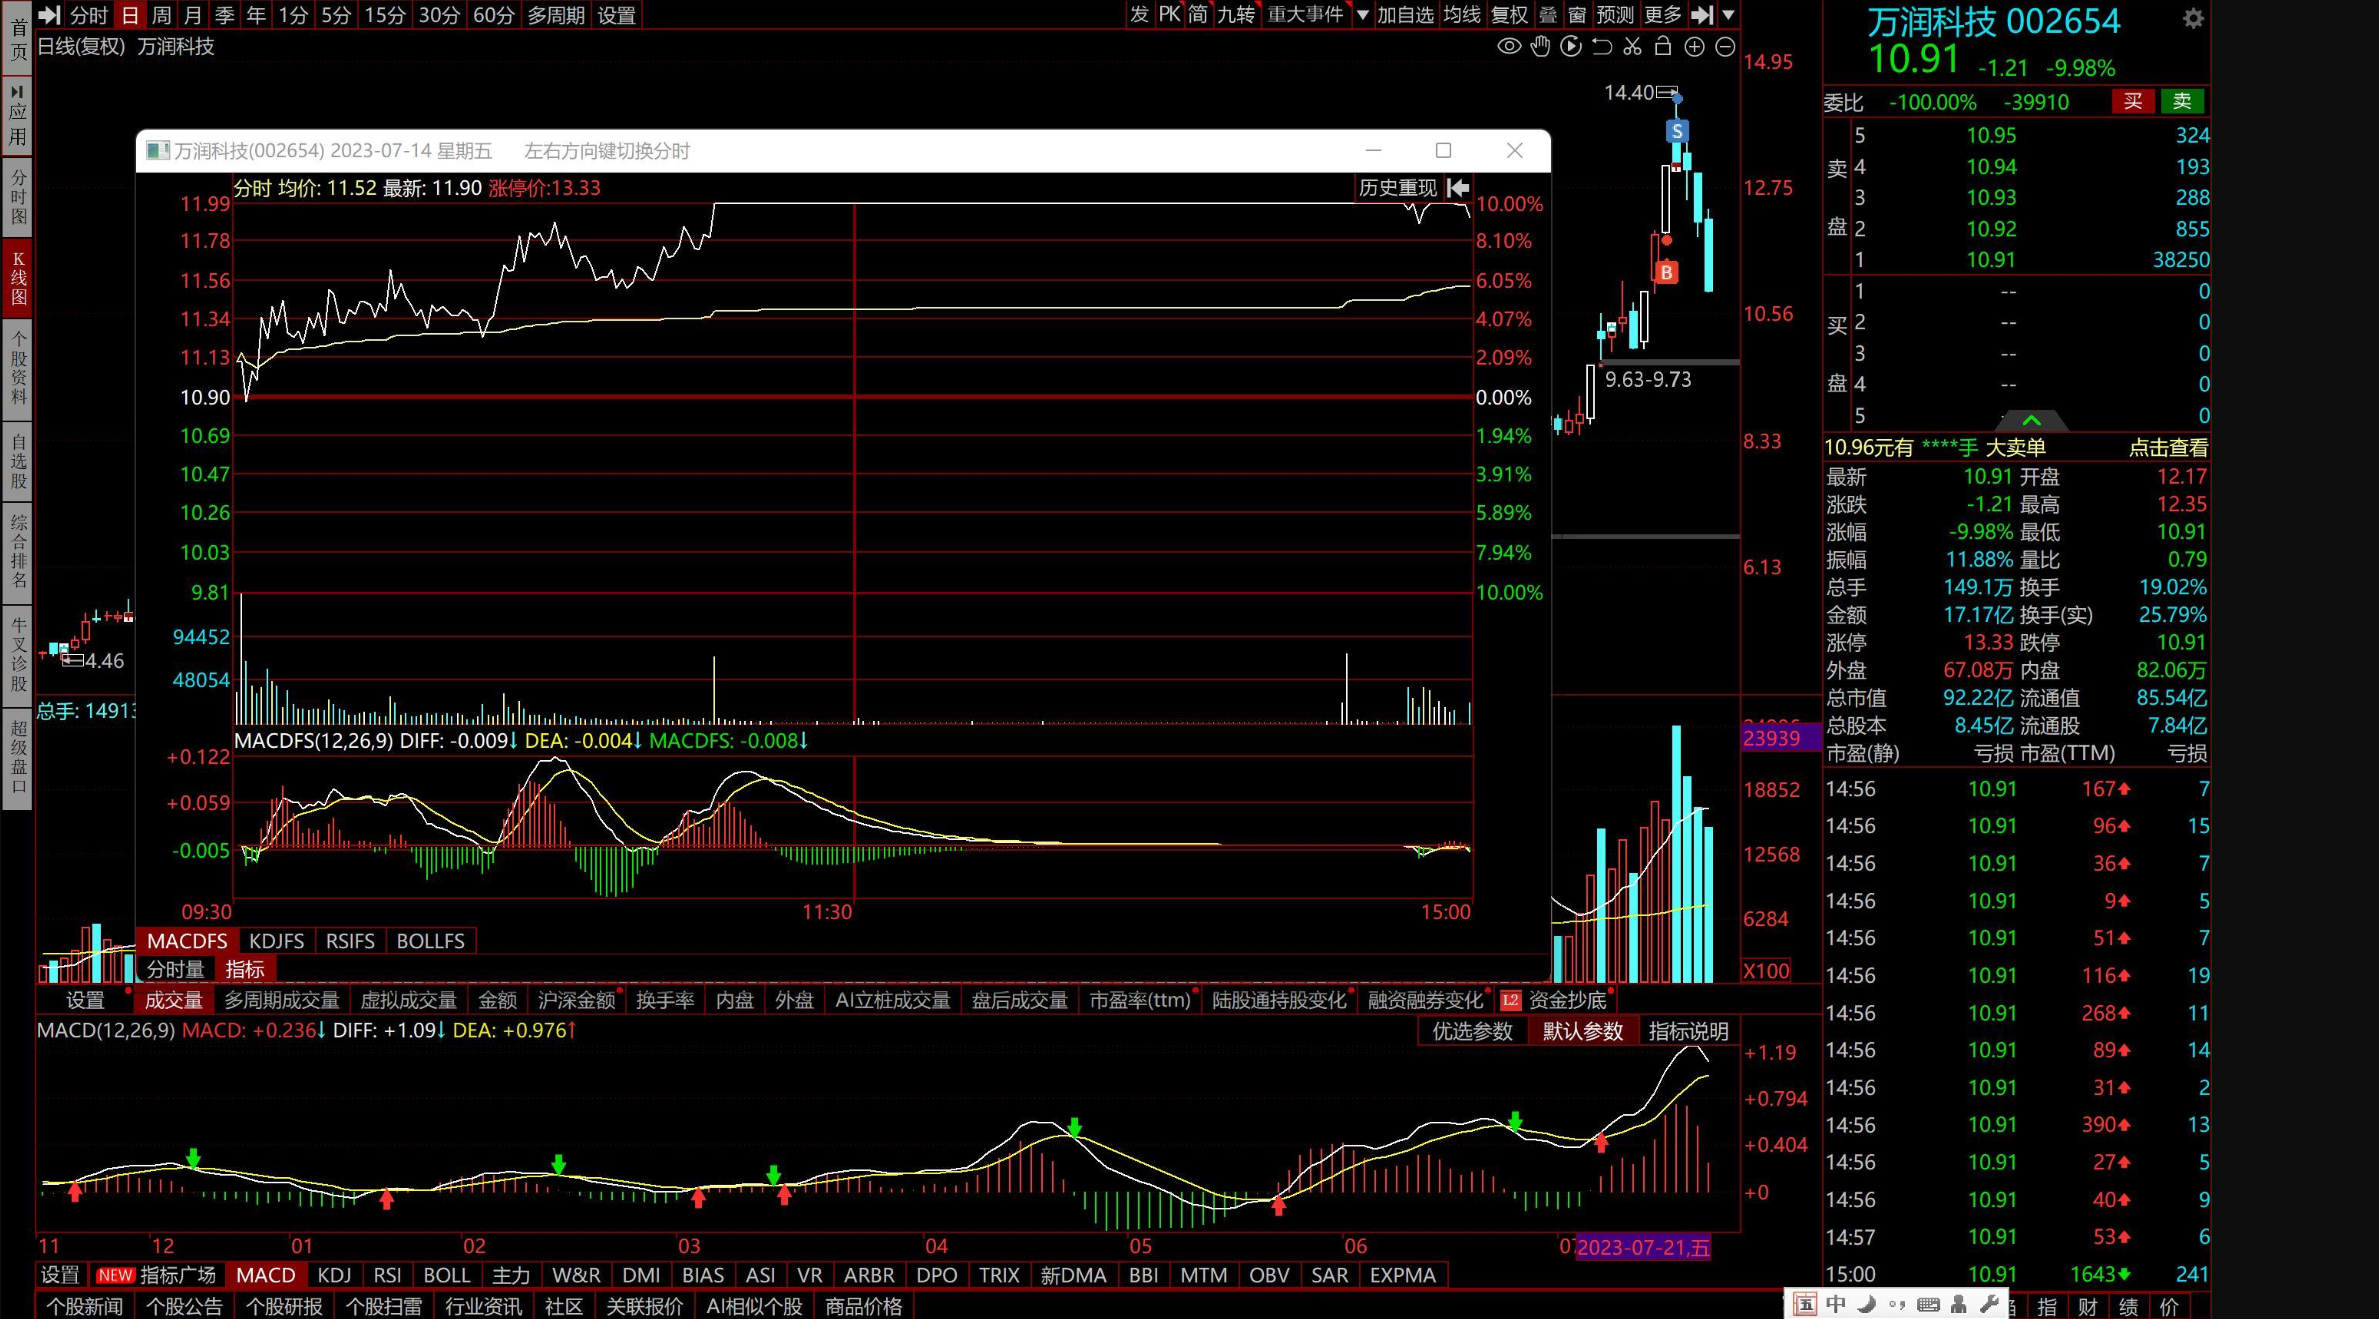 分时 日 周 月 季 年 1分 5分 15分 30分 60分 多周期 设置
发 PK 简 九转 重大事件 加自选 均线 复权 叠 窗 预测 更多
首页
应用
分时图
K线图
个股资料
自选股
综合排名
牛叉诊股
超级盘口
日线(复权) 万润科技
14.40
S
B
9.63-9.73
4.46
14.95
12.75
10.56
8.33
6.13
万润科技(002654) 2023-07-14 星期五 左右方向键切换分时
分时 均价: 11.52 最新: 11.90 涨停价:13.33
历史重现
11.99 10.00%
11.78 8.10%
11.56 6.05%
11.34 4.07%
11.13 2.09%
10.90 0.00%
10.69 1.94%
10.47 3.91%
10.26 5.89%
10.03 7.94%
9.81 10.00%
94452
48054
MACDFS(12,26,9) DIFF: -0.009↓ DEA: -0.004↓ MACDFS: -0.008↓
+0.122
+0.059
-0.005
09:30 11:30 15:00
MACDFS KDJFS RSIFS BOLLFS
分时量 指标
总手: 14913
23939
18852
12568
6284
X100
设置 成交量 多周期成交量 虚拟成交量 金额 沪深金额 换手率 内盘 外盘 AI立桩成交量 盘后成交量 市盈率(ttm) 陆股通持股变化 融资融券变化 L2 资金抄底
MACD(12,26,9) MACD: +0.236↓ DIFF: +1.09↓ DEA: +0.976↑
优选参数 默认参数 指标说明
+1.19
+0.794
+0.404
+0
11 12 01 02 03 04 05 06 2023-07-21,五
设置 NEW 指标广场 MACD KDJ RSI BOLL 主力 W&R DMI BIAS ASI VR ARBR DPO TRIX 新DMA BBI MTM OBV SAR EXPMA
个股新闻 个股公告 个股研报 个股扫雷 行业资讯 社区 关联报价 AI相似个股 商品价格
万润科技 002654
10.91 -1.21 -9.98%
委比 -100.00% -39910 买 卖
卖盘
5 10.95 324
4 10.94 193
3 10.93 288
2 10.92 855
1 10.91 38250
买盘
1 -- 0
2 -- 0
3 -- 0
4 -- 0
5 0
10.96元有 ****手 大卖单 点击查看
最新 10.91 开盘 12.17
涨跌 -1.21 最高 12.35
涨幅 -9.98% 最低 10.91
振幅 11.88% 量比 0.79
总手 149.1万 换手 19.02%
金额 17.17亿 换手(实) 25.79%
涨停 13.33 跌停 10.91
外盘 67.08万 内盘 82.06万
总市值 92.22亿 流通值 85.54亿
总股本 8.45亿 流通股 7.84亿
市盈(静) 亏损 市盈(TTM) 亏损
14:56 10.91 167 7
14:56 10.91 96 15
14:56 10.91 36 7
14:56 10.91 9 5
14:56 10.91 51 7
14:56 10.91 116 19
14:56 10.91 268 11
14:56 10.91 89 14
14:56 10.91 31 2
14:56 10.91 390 13
14:56 10.91 27 5
14:56 10.91 40 9
14:57 10.91 53 6
15:00 10.91 1643 241
五 中 指 财 绩 价